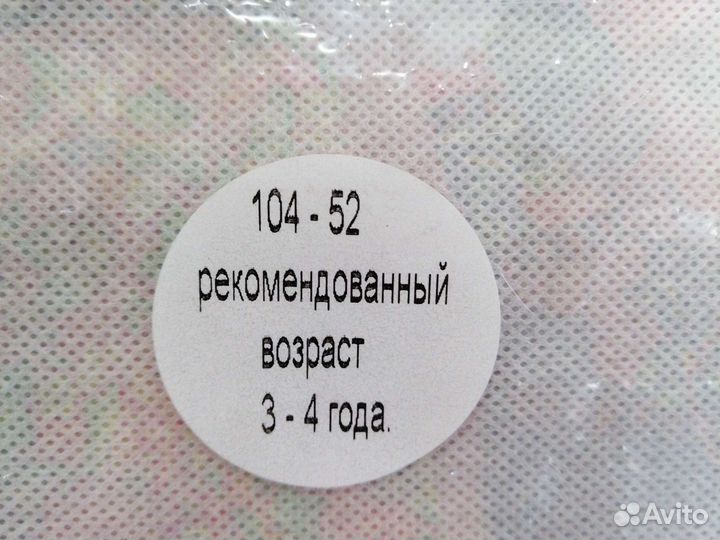 104 - 52
рекомендованный
возраст
3 - 4 года.
Avito